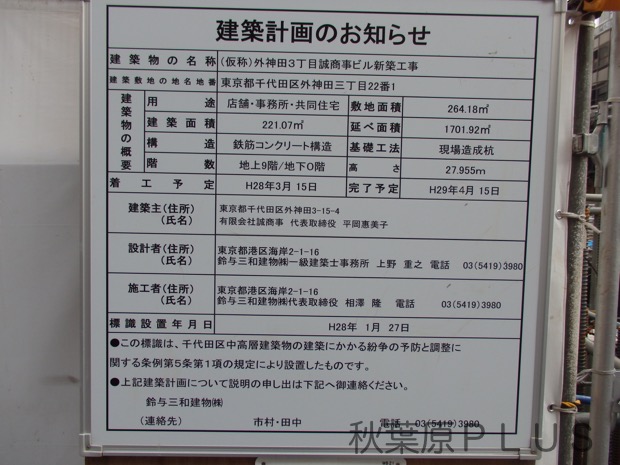 建築計画のお知らせ
建築物の名称 (仮称)外神田3丁目誠商事ビル新築工事
建築敷地の地名地番 東京都千代田区外神田三丁目22番1
建築物の概要
用途 店舗・事務所・共同住宅 敷地面積 264.18㎡
建築面積 221.07㎡ 延べ面積 1701.92㎡
構造 鉄筋コンクリート構造 基礎工法 現場造成杭
階数 地上9階/地下0階 高さ 27.955m
着工予定 H28年3月15日 完了予定 H29年4月15日
建築主(住所) 東京都千代田区外神田3-15-4
(氏名) 有限会社誠商事 代表取締役 平岡惠美子
設計者(住所) 東京都港区海岸2-1-16
(氏名) 鈴与三和建物㈱一級建築士事務所 上野 重之 電話 03(5419)3980
施工者(住所) 東京都港区海岸2-1-16
(氏名) 鈴与三和建物㈱代表取締役 相澤 隆 電話 03(5419)3980
標識設置年月日 H28年 1月 27日
●この標識は、千代田区中高層建築物の建築にかかる紛争の予防と調整に
関する条例第5条第1項の規定により設置したものです。
●上記建築計画について説明の申し出は下記へ御連絡ください。
鈴与三和建物㈱
(連絡先) 市村・田中 電話 03(5419)3980
秋葉原PLUS